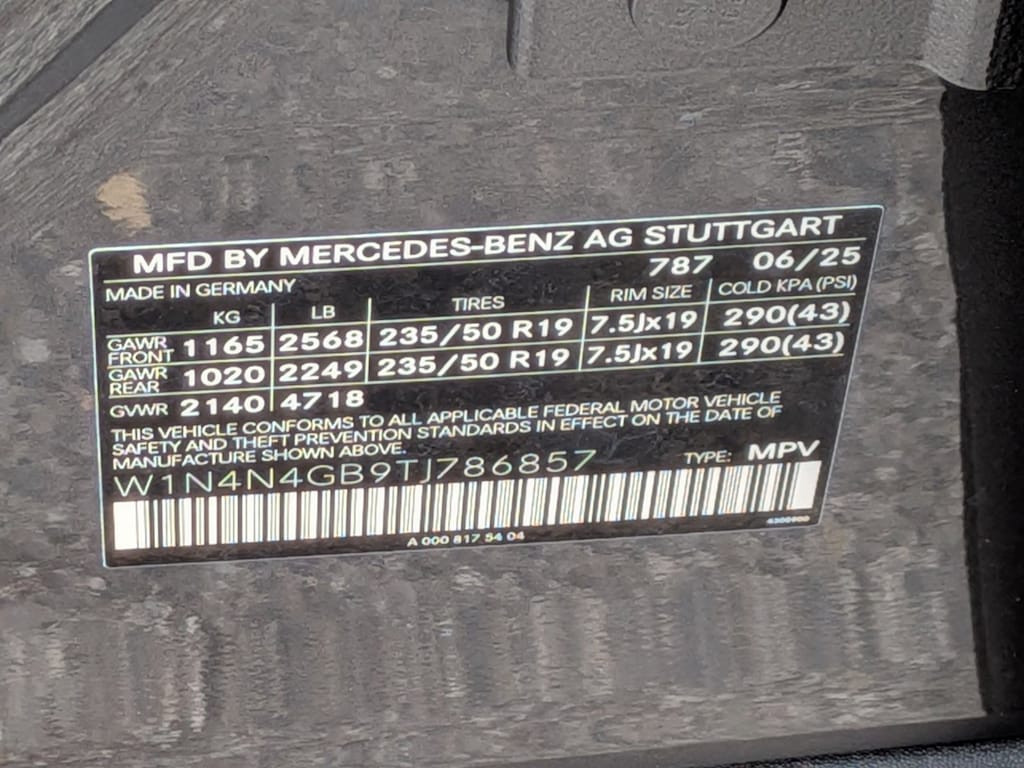 MFD BY MERCEDES-BENZ AG STUTTGART
MADE IN GERMANY 787 06/25
KG LB TIRES RIM SIZE COLD KPA (PSI)
GAWR FRONT 1165 2568 235/50 R19 7.5Jx19 290(43)
GAWR REAR 1020 2249 235/50 R19 7.5Jx19 290(43)
GVWR 2140 4718
THIS VEHICLE CONFORMS TO ALL APPLICABLE FEDERAL MOTOR VEHICLE
SAFETY AND THEFT PREVENTION STANDARDS IN EFFECT ON THE DATE OF
MANUFACTURE SHOWN ABOVE.
W1N4N4GB9TJ786857 TYPE: MPV
A 000 817 54 04